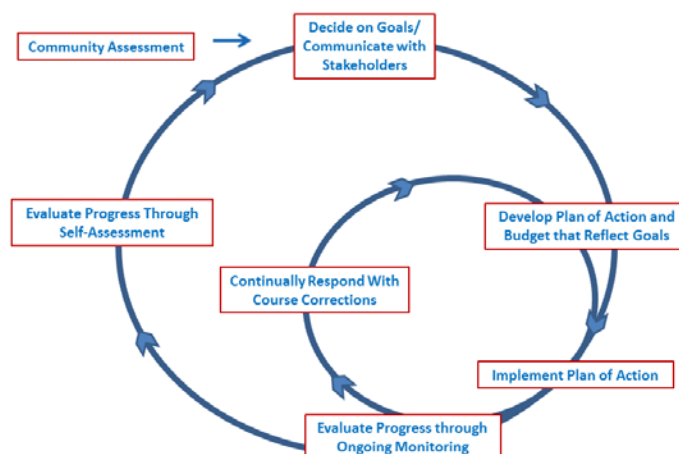 Community Assessment
Decide on Goals/
Communicate with
Stakeholders
Evaluate Progress Through
Self-Assessment
Develop Plan of Action and
Budget that Reflect Goals
Continually Respond With
Course Corrections
Implement Plan of Action
Evaluate Progress through
Ongoing Monitoring